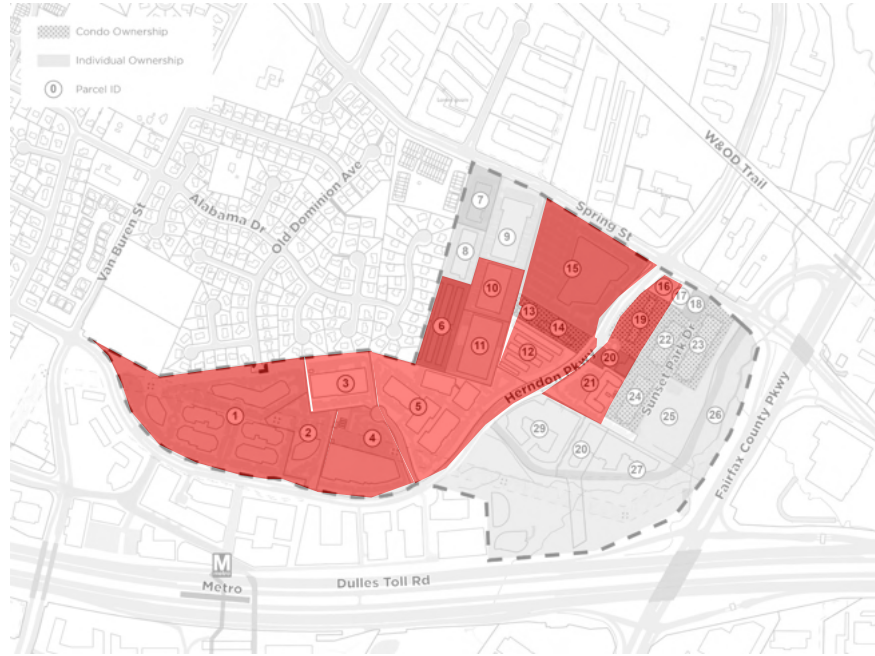 Condo Ownership
Individual Ownership
0 Parcel ID
W&OD Trail
Van Buren St
Alabama Dr
Old Dominion Ave
Spring St
7
8
9
15
10
16
17
18
13
14
19
6
11
22
23
12
20
Sunset Park Dr
Herndon Pkwy
3
21
5
24
25
26
1
2
4
29
20
27
Fairfax County Pkwy
M
Metro
Dulles Toll Rd